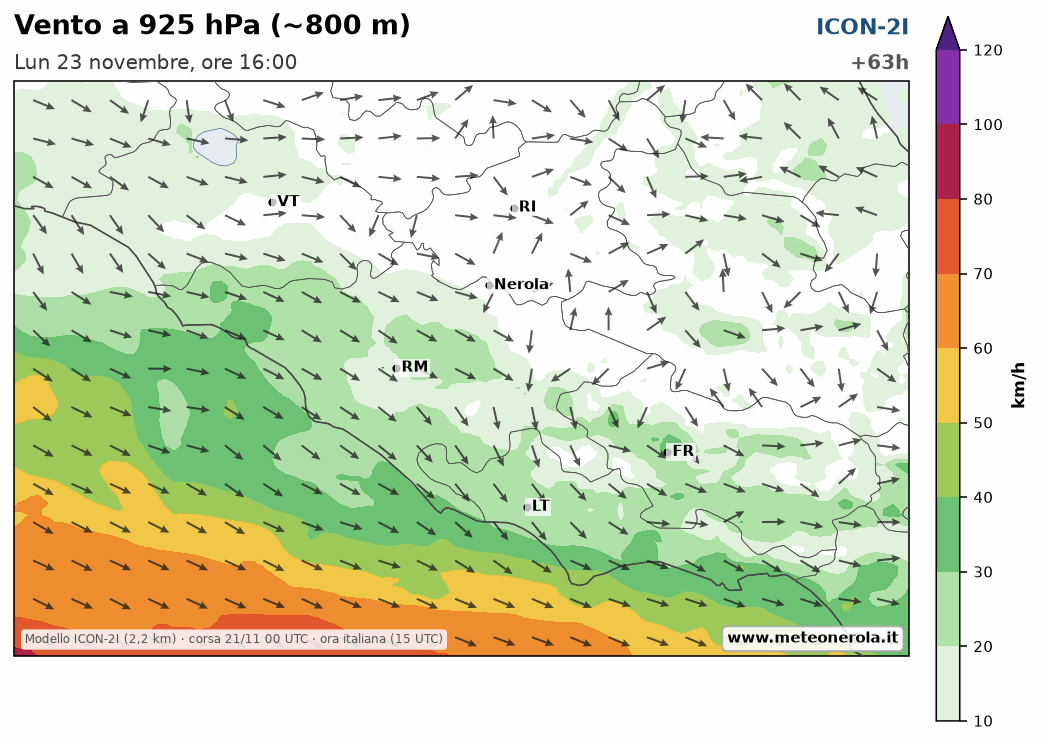 Vento a 925 hPa (~800 m)
ICON-2I
Lun 23 novembre, ore 16:00
+63h
VT
RI
Nerola
RM
FR
LT
Modello ICON-2I (2,2 km) · corsa 21/11 00 UTC · ora italiana (15 UTC)
www.meteonerola.it
120
100
80
70
60
50
40
30
20
10
km/h